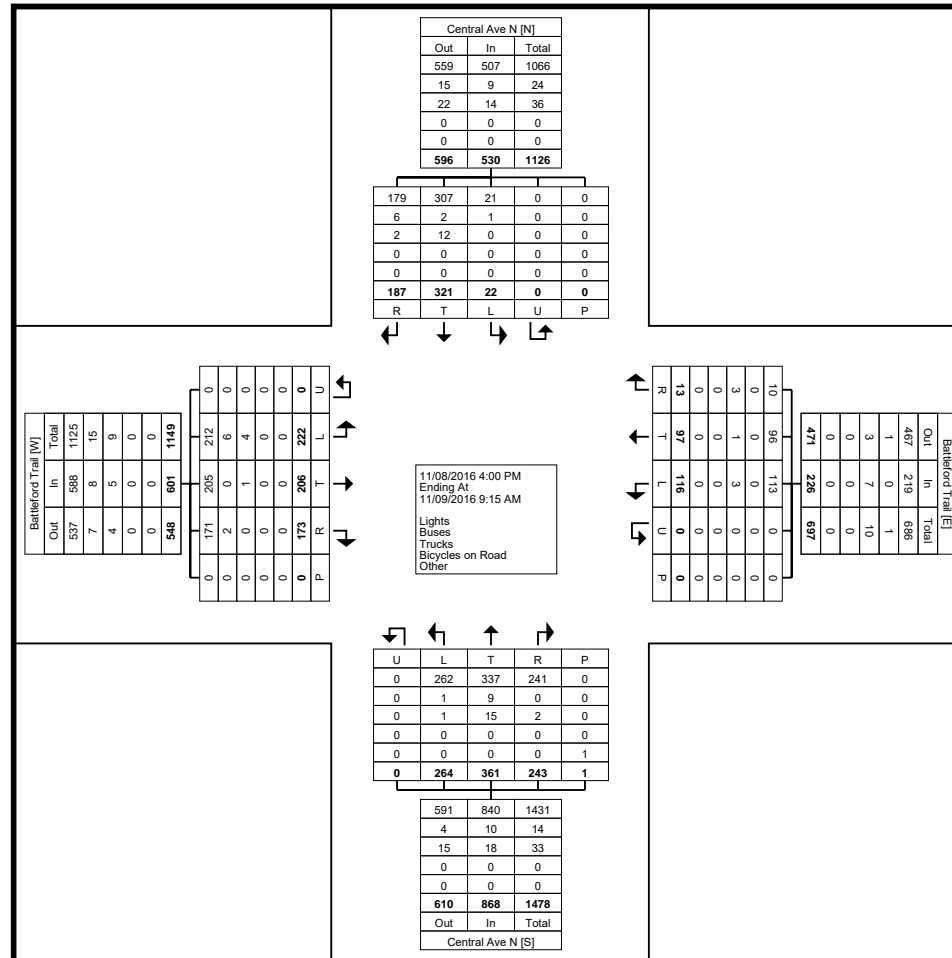 Central Ave N [N]
Out In Total
559 507 1066
15 9 24
22 14 36
0 0 0
0 0 0
596 530 1126
179 307 21 0 0
6 2 1 0 0
2 12 0 0 0
0 0 0 0 0
0 0 0 0 0
187 321 22 0 0
R T L U P
Battleford Trail [W]
Out In Total
537 588 1125
7 8 15
4 5 9
0 0 0
0 0 0
548 601 1149
0 212 205 171 0
0 6 0 2 0
0 4 1 0 0
0 0 0 0 0
0 0 0 0 0
0 222 206 173 0
U L T R P
11/08/2016 4:00 PM
Ending At
11/09/2016 9:15 AM
Lights
Buses
Trucks
Bicycles on Road
Other
Battleford Trail [E]
Out In Total
467 219 686
1 0 1
3 7 10
0 0 0
0 0 0
471 226 697
10 96 113 0 0
0 0 0 0 0
3 1 3 0 0
0 0 0 0 0
0 0 0 0 0
13 97 116 0 0
R T L U P
U L T R P
0 262 337 241 0
0 1 9 0 0
0 1 15 2 0
0 0 0 0 0
0 0 0 0 1
0 264 361 243 1
591 840 1431
4 10 14
15 18 33
0 0 0
0 0 0
610 868 1478
Out In Total
Central Ave N [S]